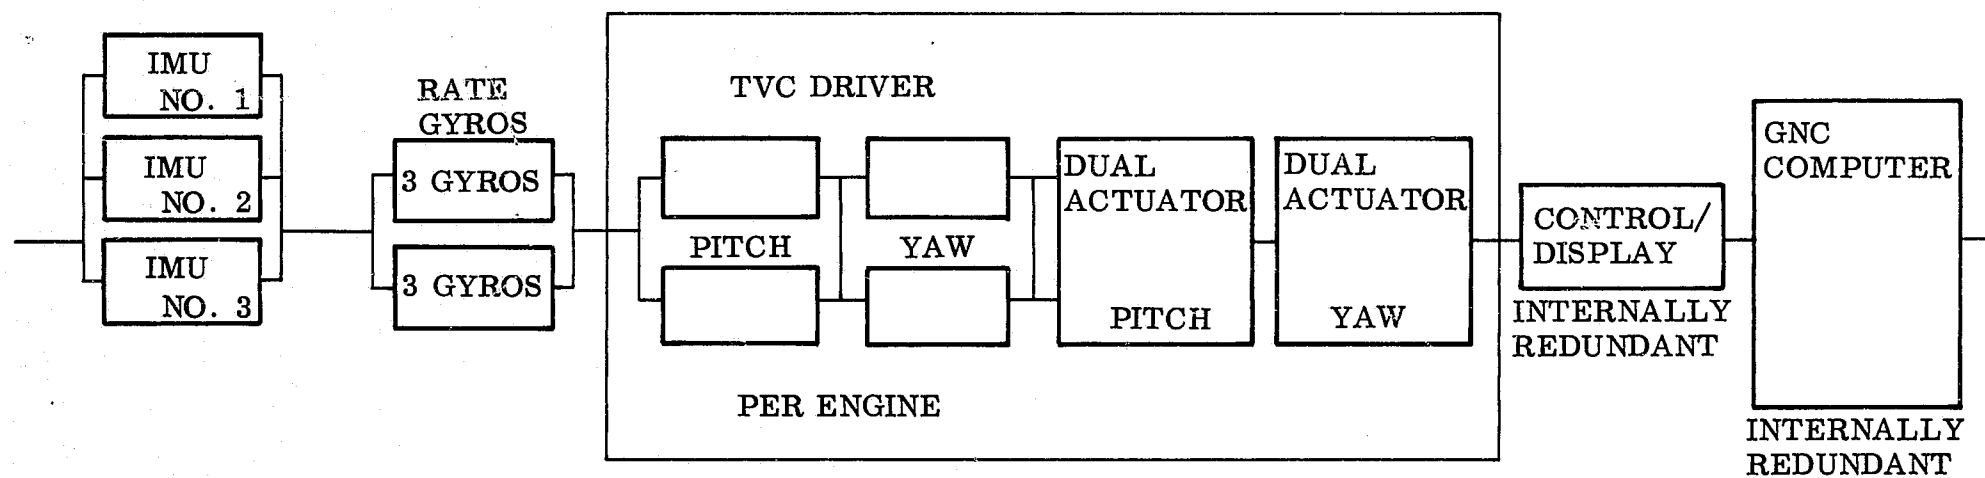 IMU
NO. 1
IMU
NO. 2
IMU
NO. 3
RATE
GYROS
3 GYROS
3 GYROS
TVC DRIVER
PITCH
YAW
DUAL
ACTUATOR
PITCH
DUAL
ACTUATOR
YAW
PER ENGINE
CONTROL/
DISPLAY
INTERNALLY
REDUNDANT
GNC
COMPUTER
INTERNALLY
REDUNDANT